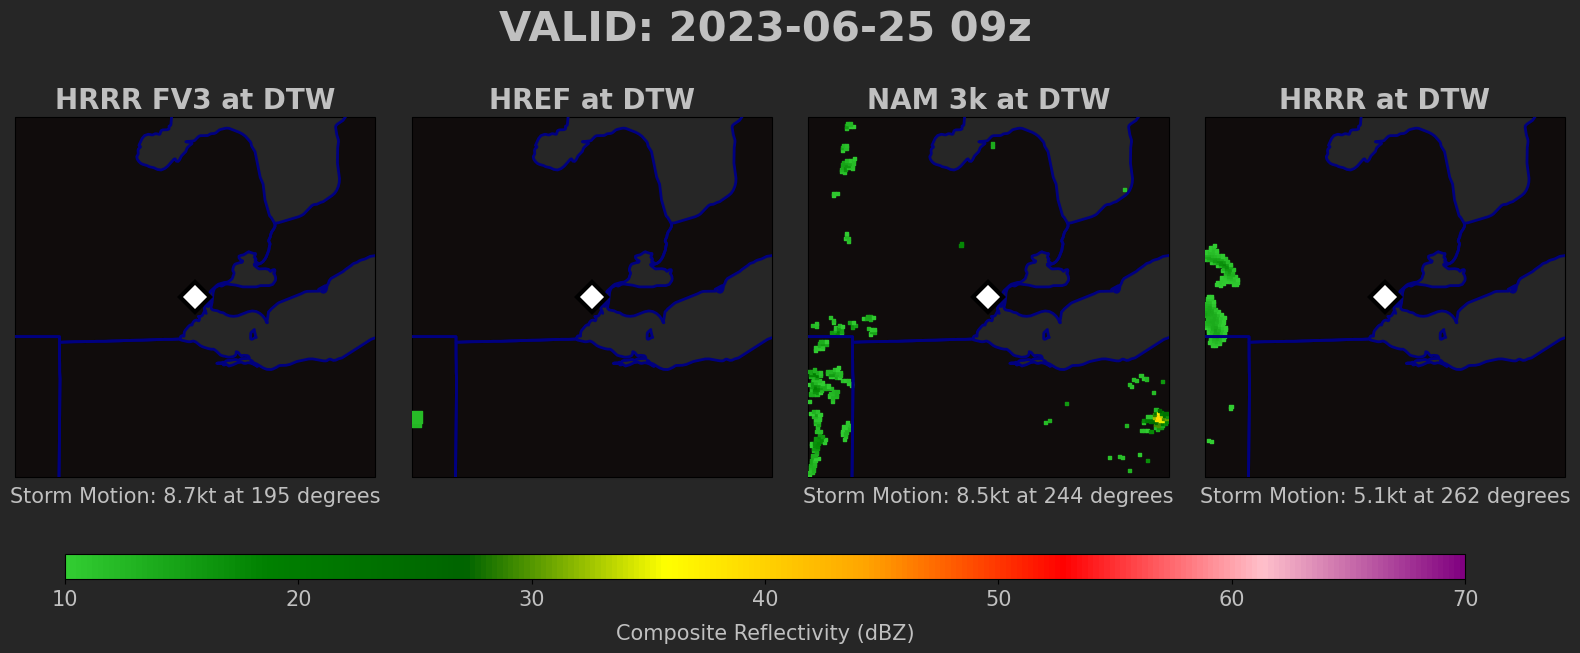 VALID: 2023-06-25 09z
HRRR FV3 at DTW
HREF at DTW
NAM 3k at DTW
HRRR at DTW
Storm Motion: 8.7kt at 195 degrees
Storm Motion: 8.5kt at 244 degrees
Storm Motion: 5.1kt at 262 degrees
10 20 30 40 50 60 70
Composite Reflectivity (dBZ)